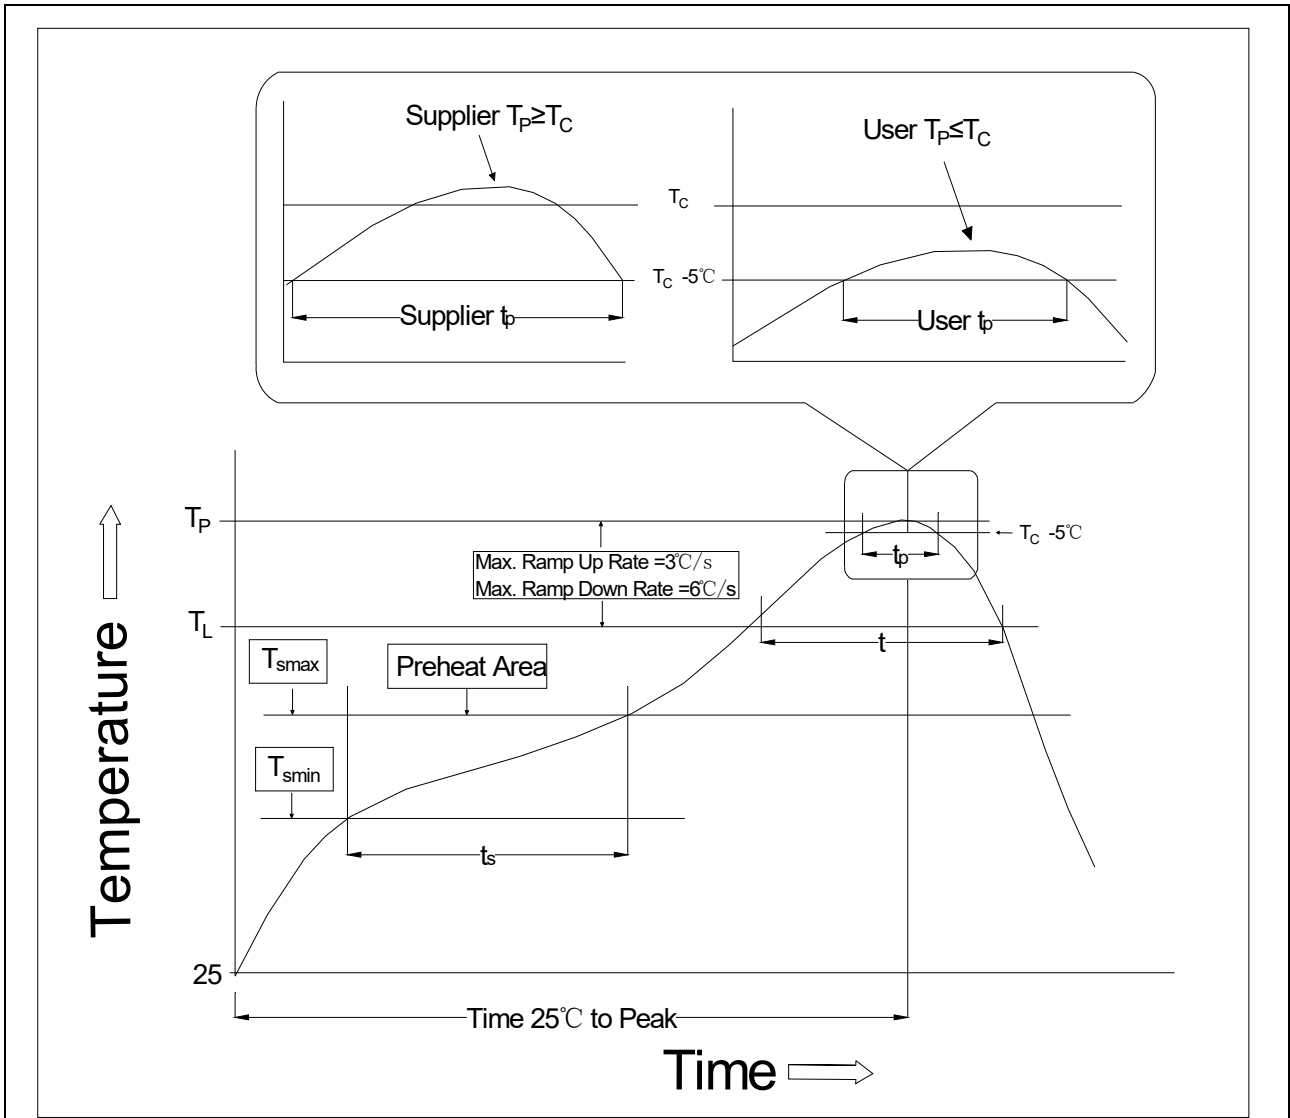 Supplier TP≥TC
User TP≤TC
TC
TC -5℃
Supplier tp
User tp
TP
TC -5℃
tp
Max. Ramp Up Rate =3℃/s
Max. Ramp Down Rate =6℃/s
TL
t
Tsmax
Preheat Area
Tsmin
ts
Temperature
25
Time 25℃ to Peak
Time